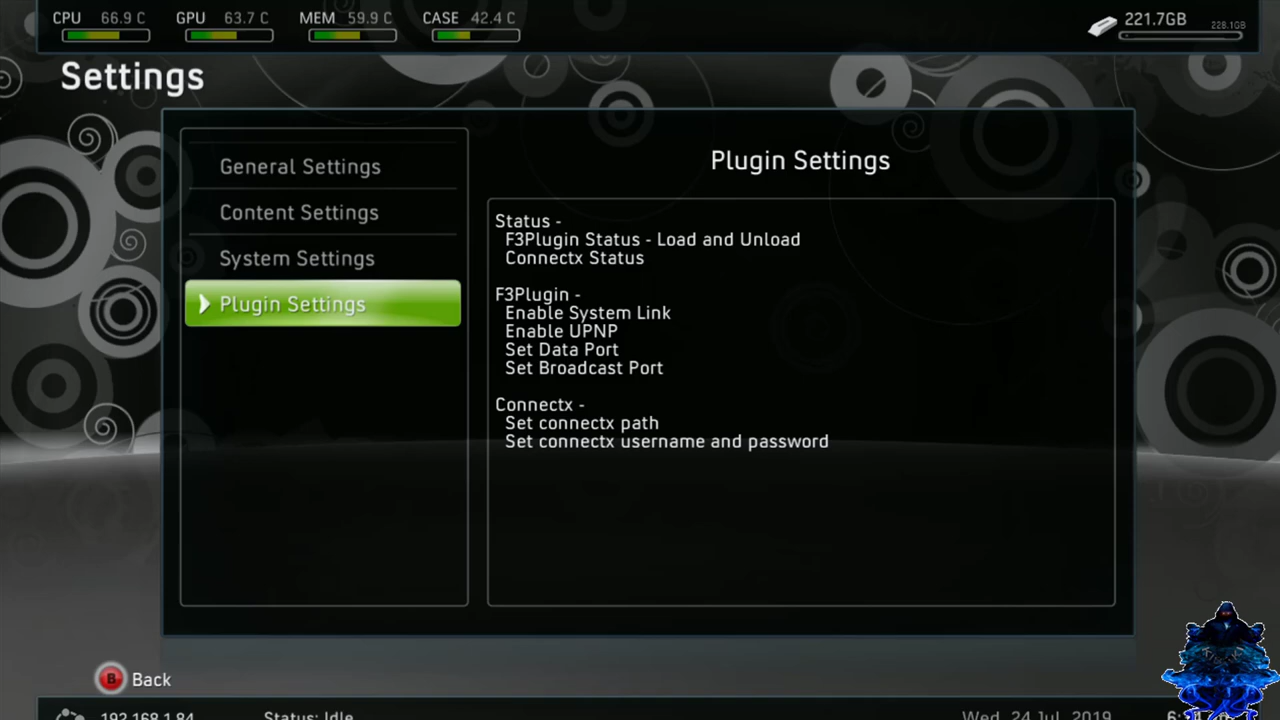 CPU 66.9 C GPU 63.7 C MEM 59.9 C CASE 42.4 C 221.7GB 228.1GB
Settings
General Settings
Content Settings
System Settings
Plugin Settings
Plugin Settings
Status -
F3Plugin Status - Load and Unload
Connectx Status
F3Plugin -
Enable System Link
Enable UPNP
Set Data Port
Set Broadcast Port
Connectx -
Set connectx path
Set connectx username and password
B Back
192.168.1.84 Status: Idle Wed, 24 Jul, 2019